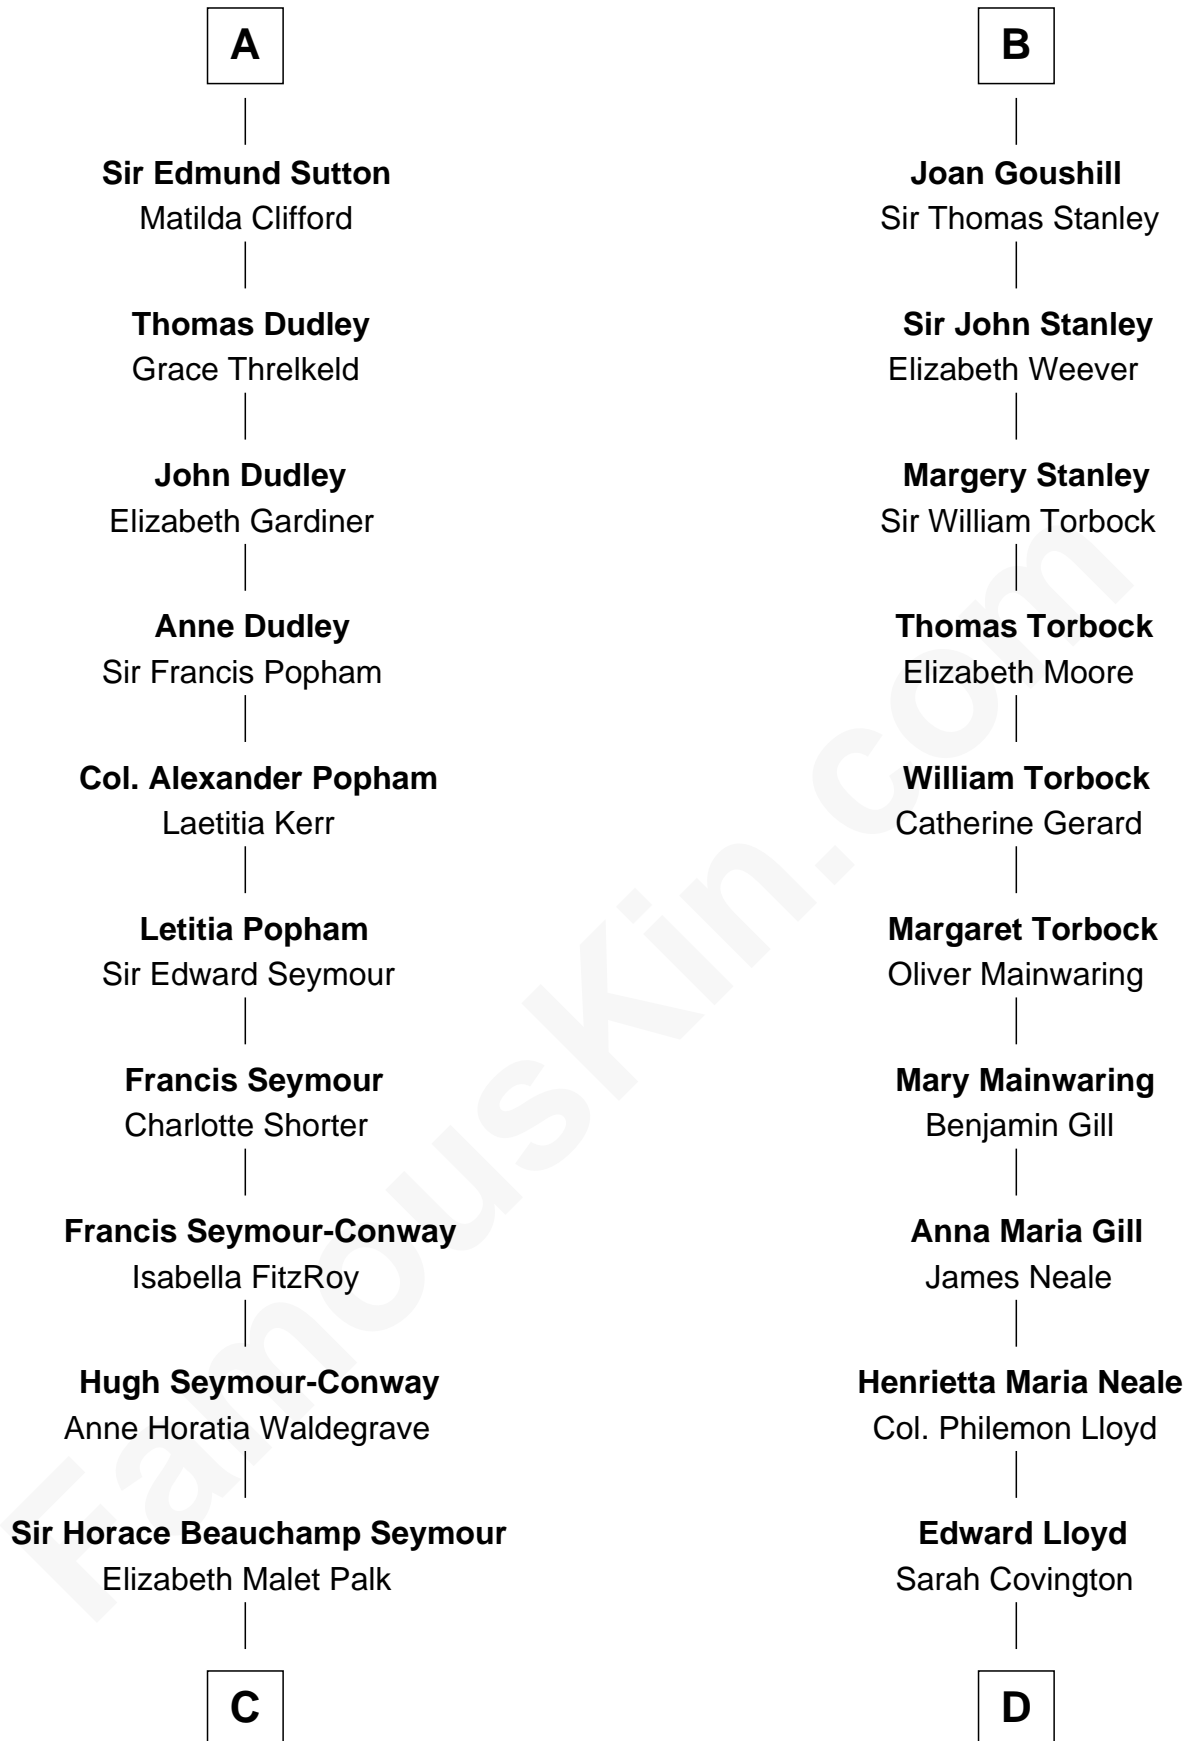 A
Sir Edmund Sutton
Matilda Clifford
Thomas Dudley
Grace Threlkeld
John Dudley
Elizabeth Gardiner
Anne Dudley
Sir Francis Popham
Col. Alexander Popham
Laetitia Kerr
Letitia Popham
Sir Edward Seymour
Francis Seymour
Charlotte Shorter
Francis Seymour-Conway
Isabella FitzRoy
Hugh Seymour-Conway
Anne Horatia Waldegrave
Sir Horace Beauchamp Seymour
Elizabeth Malet Palk
C
B
Joan Goushill
Sir Thomas Stanley
Sir John Stanley
Elizabeth Weever
Margery Stanley
Sir William Torbock
Thomas Torbock
Elizabeth Moore
William Torbock
Catherine Gerard
Margaret Torbock
Oliver Mainwaring
Mary Mainwaring
Benjamin Gill
Anna Maria Gill
James Neale
Henrietta Maria Neale
Col. Philemon Lloyd
Edward Lloyd
Sarah Covington
D
FamousKin.com